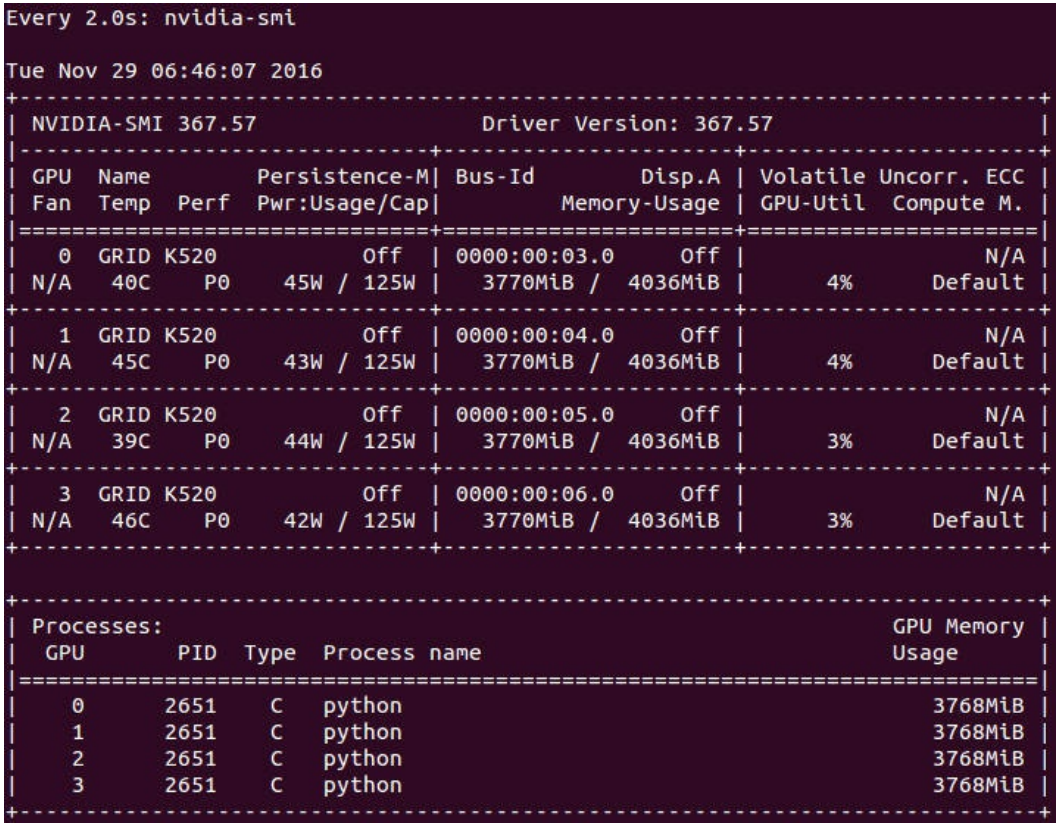 Every 2.0s: nvidia-smi
Tue Nov 29 06:46:07 2016
+-----------------------------------------------------------------------------+
| NVIDIA-SMI 367.57                 Driver Version: 367.57                    |
|-------------------------------+----------------------+----------------------+
| GPU  Name        Persistence-M| Bus-Id        Disp.A | Volatile Uncorr. ECC |
| Fan  Temp  Perf  Pwr:Usage/Cap|         Memory-Usage | GPU-Util  Compute M. |
|===============================+======================+======================|
|   0  GRID K520           Off  | 0000:00:03.0     Off |                  N/A |
| N/A   40C    P0    45W / 125W |   3770MiB /  4036MiB |      4%      Default |
+-------------------------------+----------------------+----------------------+
|   1  GRID K520           Off  | 0000:00:04.0     Off |                  N/A |
| N/A   45C    P0    43W / 125W |   3770MiB /  4036MiB |      4%      Default |
+-------------------------------+----------------------+----------------------+
|   2  GRID K520           Off  | 0000:00:05.0     Off |                  N/A |
| N/A   39C    P0    44W / 125W |   3770MiB /  4036MiB |      3%      Default |
+-------------------------------+----------------------+----------------------+
|   3  GRID K520           Off  | 0000:00:06.0     Off |                  N/A |
| N/A   46C    P0    42W / 125W |   3770MiB /  4036MiB |      3%      Default |
+-------------------------------+----------------------+----------------------+
+-----------------------------------------------------------------------------+
| Processes:                                                       GPU Memory |
|  GPU       PID  Type  Process name                               Usage      |
|=============================================================================|
|    0      2651    C   python                                        3768MiB |
|    1      2651    C   python                                        3768MiB |
|    2      2651    C   python                                        3768MiB |
|    3      2651    C   python                                        3768MiB |
+-----------------------------------------------------------------------------+